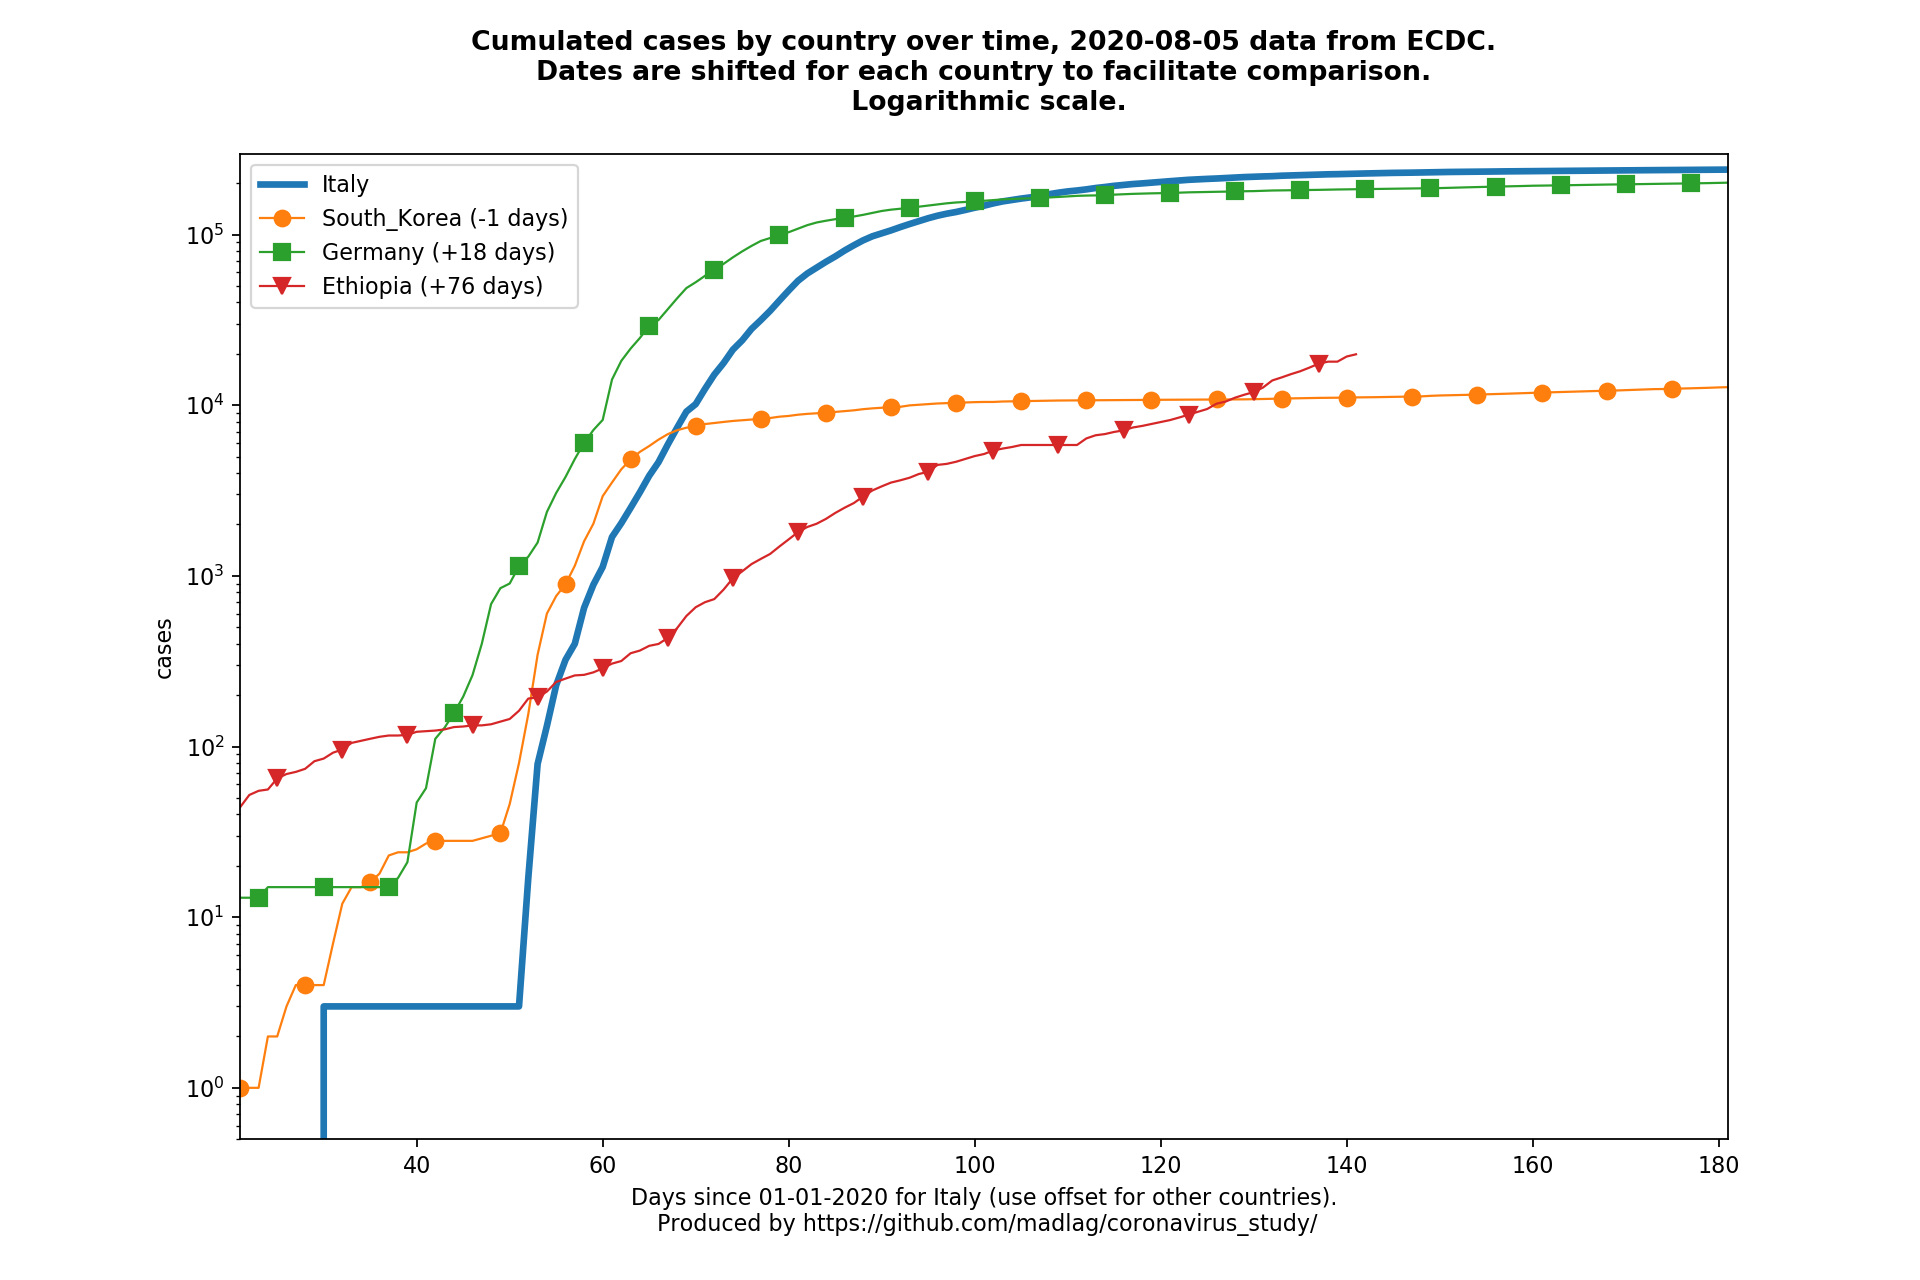 Cumulated cases by country over time, 2020-08-05 data from ECDC.
Dates are shifted for each country to facilitate comparison.
Logarithmic scale.
Italy
South_Korea (-1 days)
Germany (+18 days)
Ethiopia (+76 days)
cases
10^5
10^4
10^3
10^2
10^1
10^0
40 60 80 100 120 140 160 180
Days since 01-01-2020 for Italy (use offset for other countries).
Produced by https://github.com/madlag/coronavirus_study/